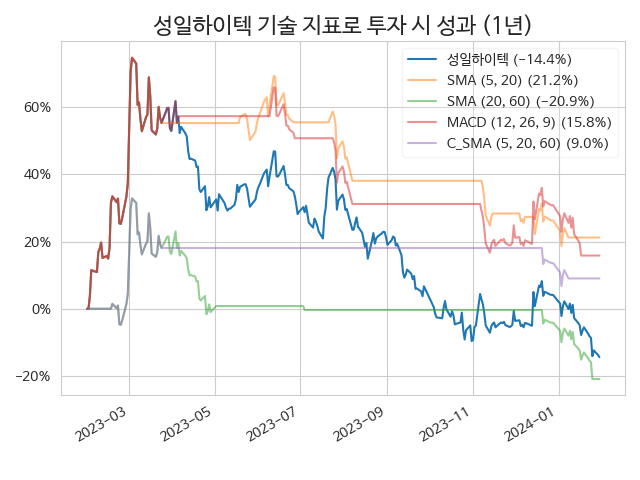 성일하이텍 기술 지표로 투자 시 성과 (1년)
성일하이텍 (−14.4%)
SMA (5, 20) (21.2%)
SMA (20, 60) (−20.9%)
MACD (12, 26, 9) (15.8%)
C_SMA (5, 20, 60) (9.0%)
60%
40%
20%
0%
−20%
2023−03
2023−05
2023−07
2023−09
2023−11
2024−01